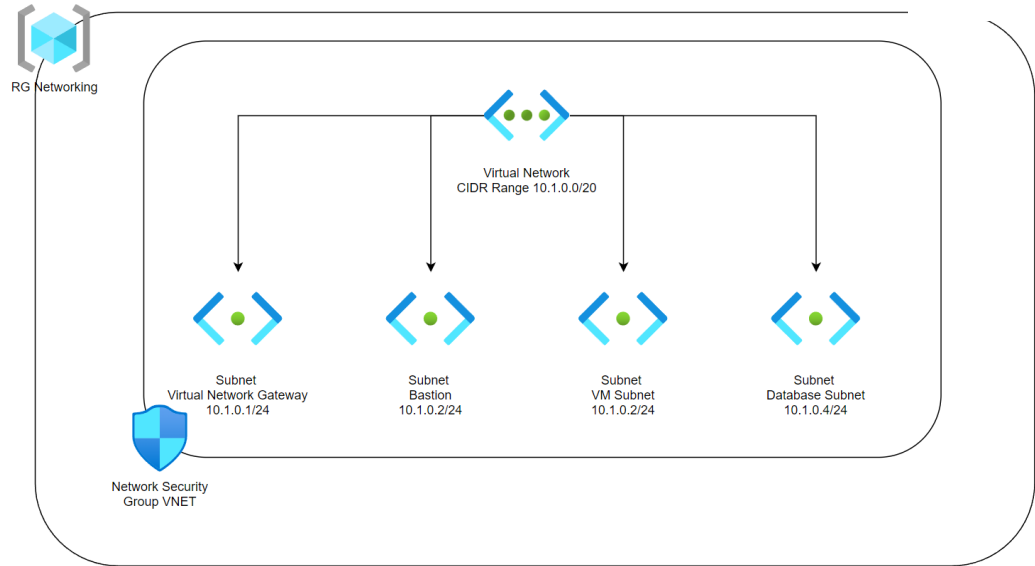 RG Networking
Virtual Network
CIDR Range 10.1.0.0/20
Subnet
Virtual Network Gateway
10.1.0.1/24
Subnet
Bastion
10.1.0.2/24
Subnet
VM Subnet
10.1.0.2/24
Subnet
Database Subnet
10.1.0.4/24
Network Security
Group VNET